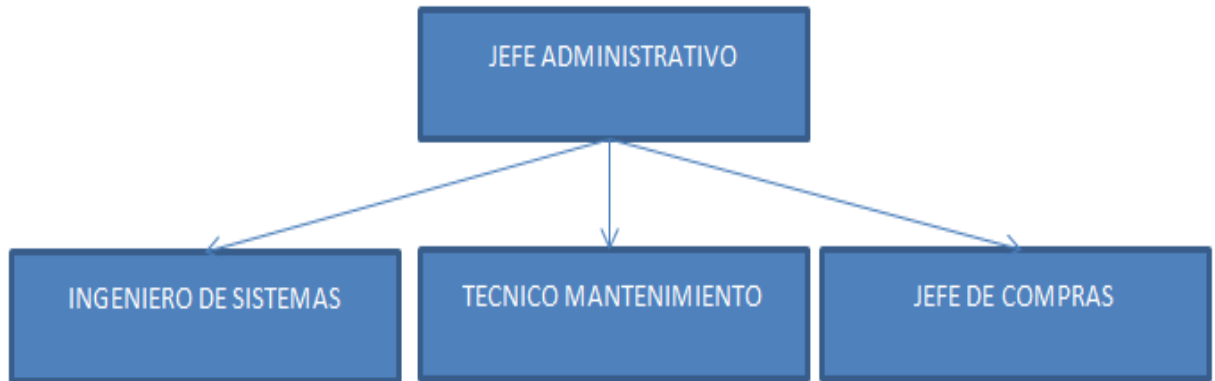 JEFE ADMINISTRATIVO
INGENIERO DE SISTEMAS
TECNICO MANTENIMIENTO
JEFE DE COMPRAS